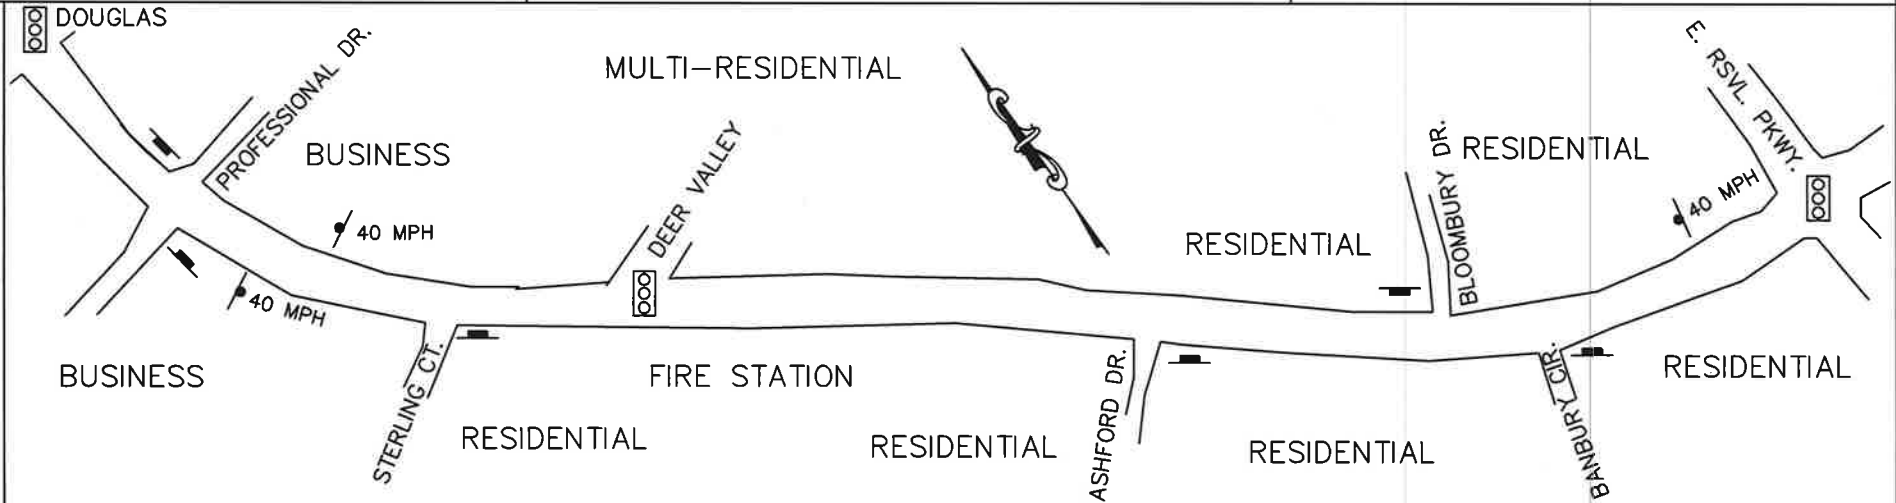 DOUGLAS
PROFESSIONAL DR.
MULTI-RESIDENTIAL
E. RSVL. PKWY.
BUSINESS
DEER VALLEY
BLOOMBURY DR.
RESIDENTIAL
40 MPH
40 MPH
RESIDENTIAL
40 MPH
BUSINESS
STERLING CT.
FIRE STATION
ASHFORD DR.
BANBURY CIR.
RESIDENTIAL
RESIDENTIAL
RESIDENTIAL
RESIDENTIAL